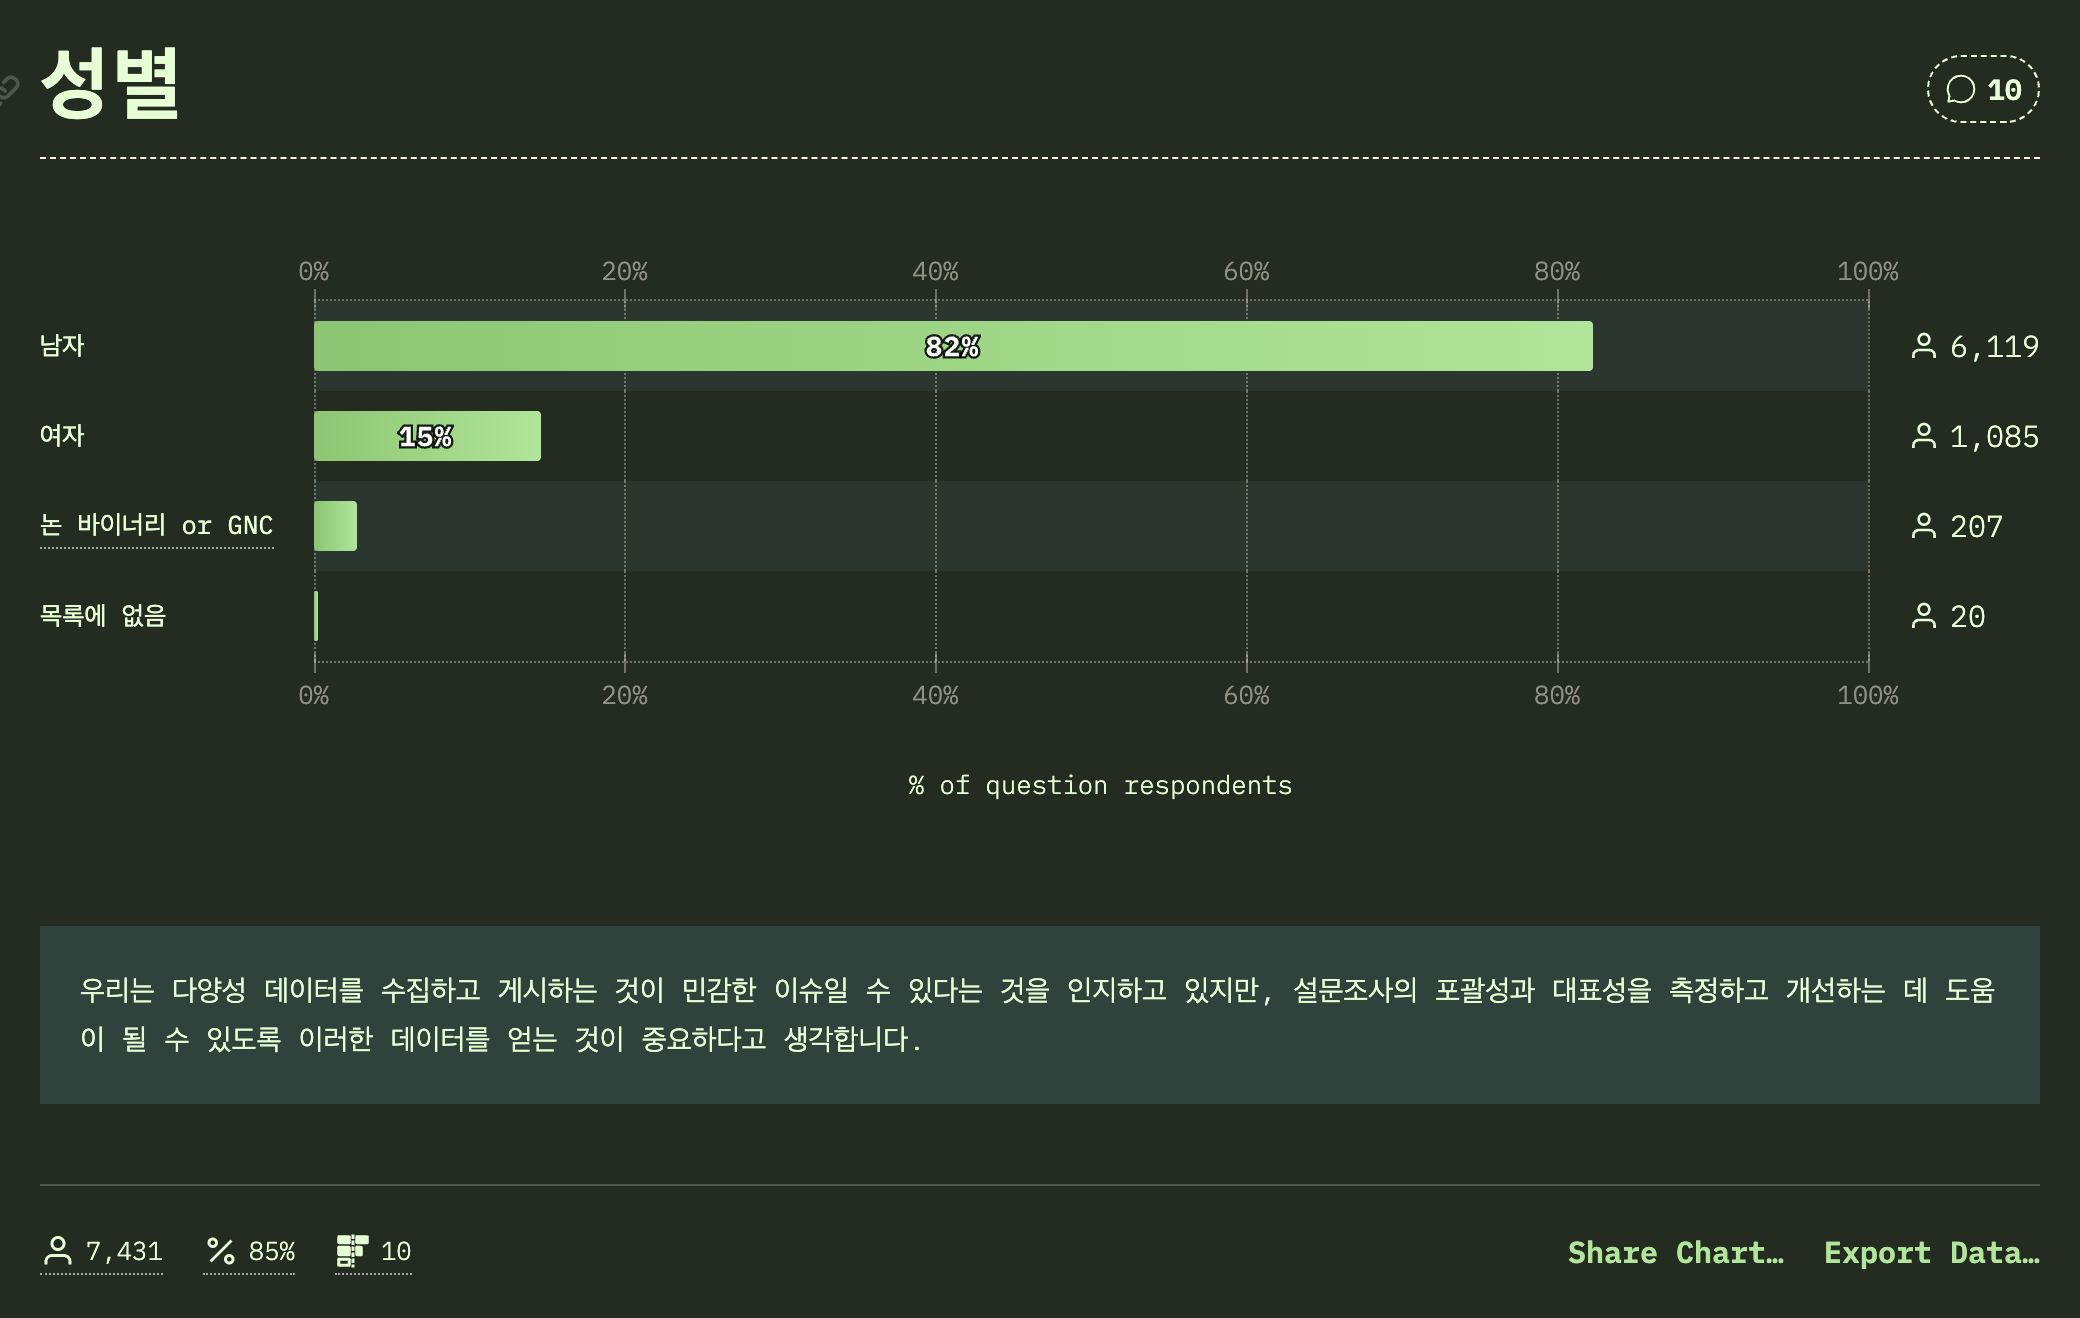 성별
10
0% 20% 40% 60% 80% 100%
남자 82% 6,119
여자 15% 1,085
논 바이너리 or GNC 207
목록에 없음 20
0% 20% 40% 60% 80% 100%
% of question respondents
우리는 다양성 데이터를 수집하고 게시하는 것이 민감한 이슈일 수 있다는 것을 인지하고 있지만, 설문조사의 포괄성과 대표성을 측정하고 개선하는 데 도움
이 될 수 있도록 이러한 데이터를 얻는 것이 중요하다고 생각합니다.
7,431 85% 10 Share Chart… Export Data…